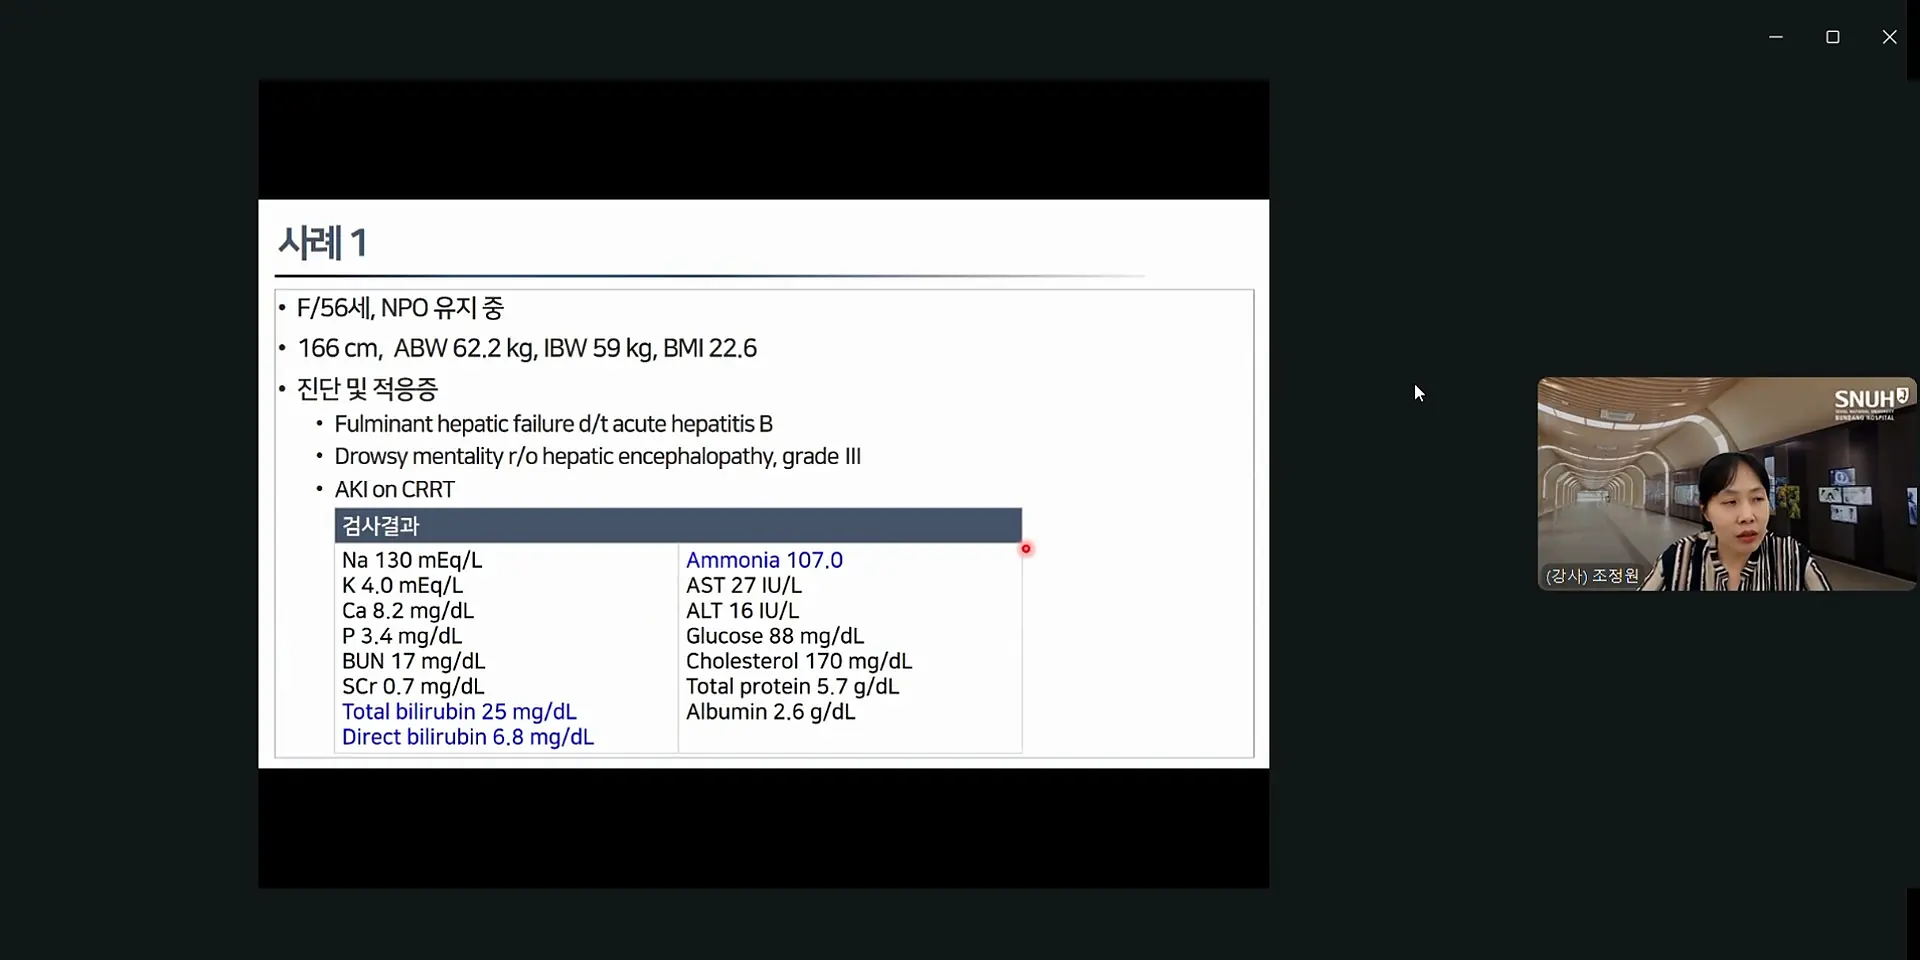 사례 1
• F/56세, NPO 유지 중
• 166 cm, ABW 62.2 kg, IBW 59 kg, BMI 22.6
• 진단 및 적응증
• Fulminant hepatic failure d/t acute hepatitis B
• Drowsy mentality r/o hepatic encephalopathy, grade III
• AKI on CRRT
검사결과
Na 130 mEq/L
K 4.0 mEq/L
Ca 8.2 mg/dL
P 3.4 mg/dL
BUN 17 mg/dL
SCr 0.7 mg/dL
Total bilirubin 25 mg/dL
Direct bilirubin 6.8 mg/dL
Ammonia 107.0
AST 27 IU/L
ALT 16 IU/L
Glucose 88 mg/dL
Cholesterol 170 mg/dL
Total protein 5.7 g/dL
Albumin 2.6 g/dL
SNUH
BUNDANG HOSPITAL
(강사) 조정원